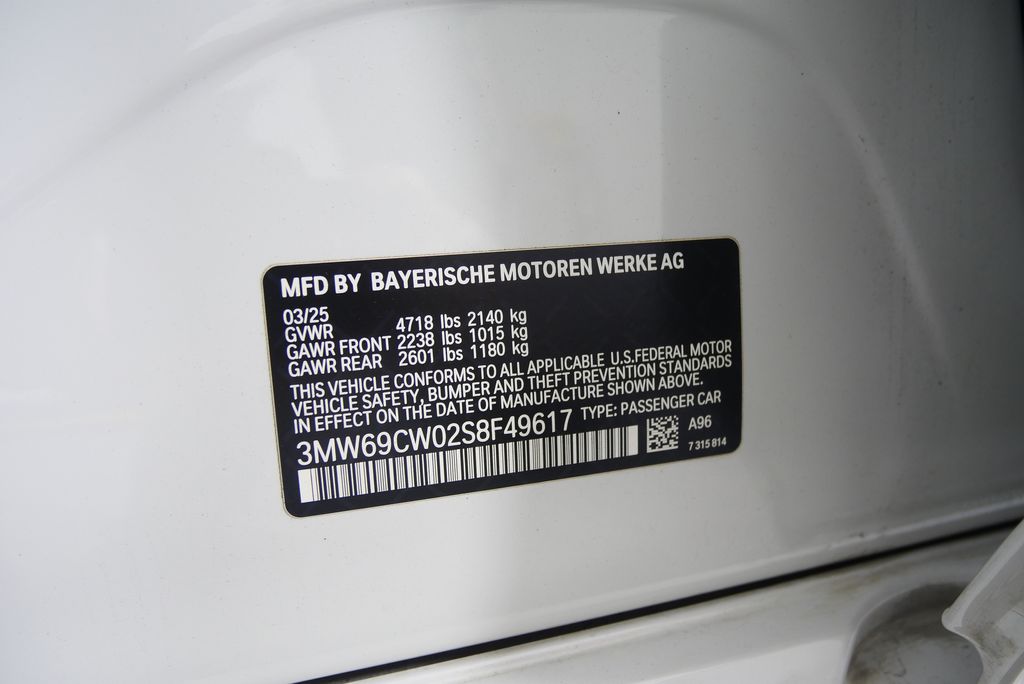 MFD BY BAYERISCHE MOTOREN WERKE AG
03/25
GVWR 4718 lbs 2140 kg
GAWR FRONT 2238 lbs 1015 kg
GAWR REAR 2601 lbs 1180 kg
THIS VEHICLE CONFORMS TO ALL APPLICABLE U.S.FEDERAL MOTOR
VEHICLE SAFETY, BUMPER AND THEFT PREVENTION STANDARDS
IN EFFECT ON THE DATE OF MANUFACTURE SHOWN ABOVE.
3MW69CW02S8F49617 TYPE: PASSENGER CAR
A96
7 315 814